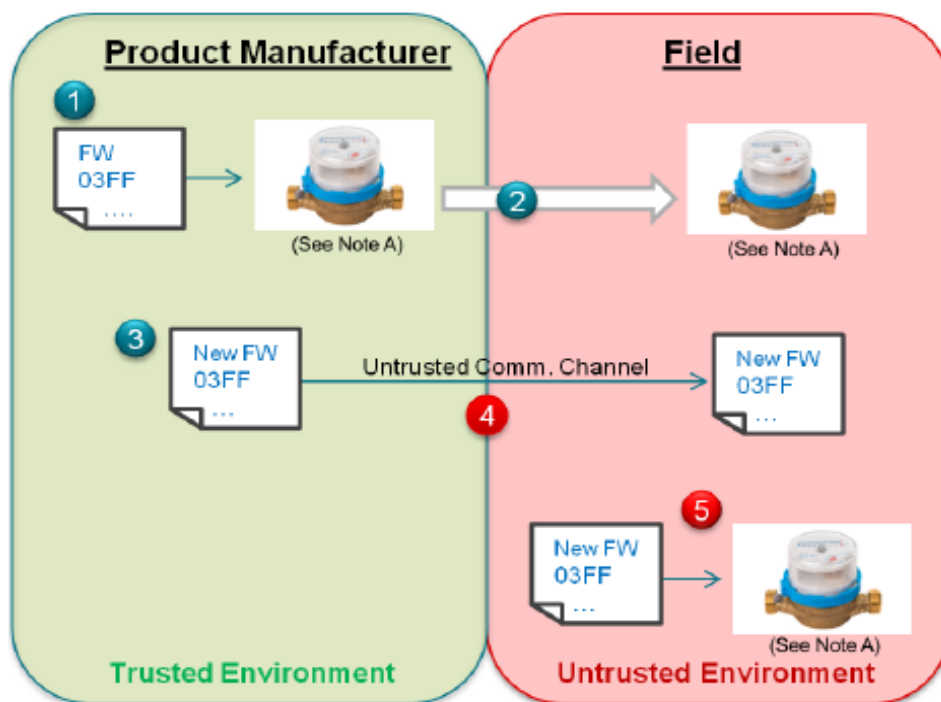 Product Manufacturer
Field
1
FW
03FF
....
(See Note A)
2
(See Note A)
3
New FW
03FF
...
Untrusted Comm. Channel
4
New FW
03FF
...
5
New FW
03FF
...
(See Note A)
Trusted Environment
Untrusted Environment